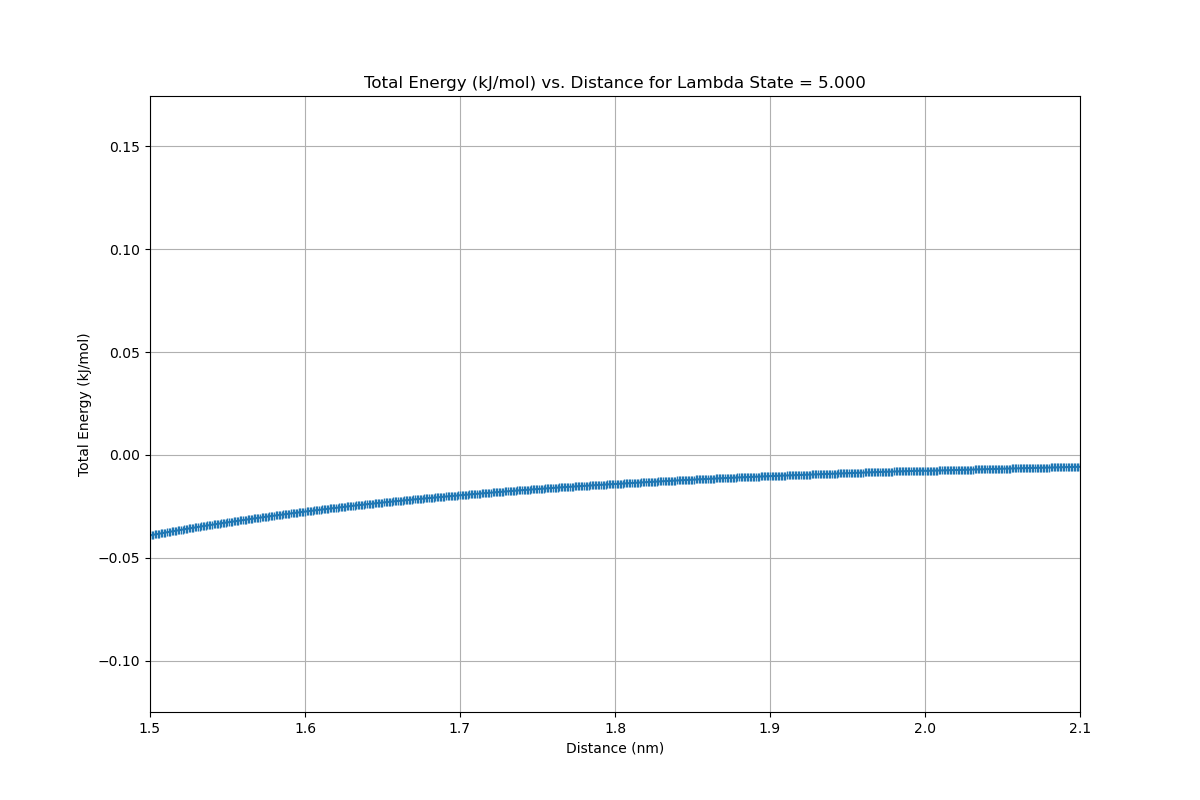 Total Energy (kJ/mol) vs. Distance for Lambda State = 5.000
0.15
0.10
0.05
0.00
−0.05
−0.10
Total Energy (kJ/mol)
1.5 1.6 1.7 1.8 1.9 2.0 2.1
Distance (nm)